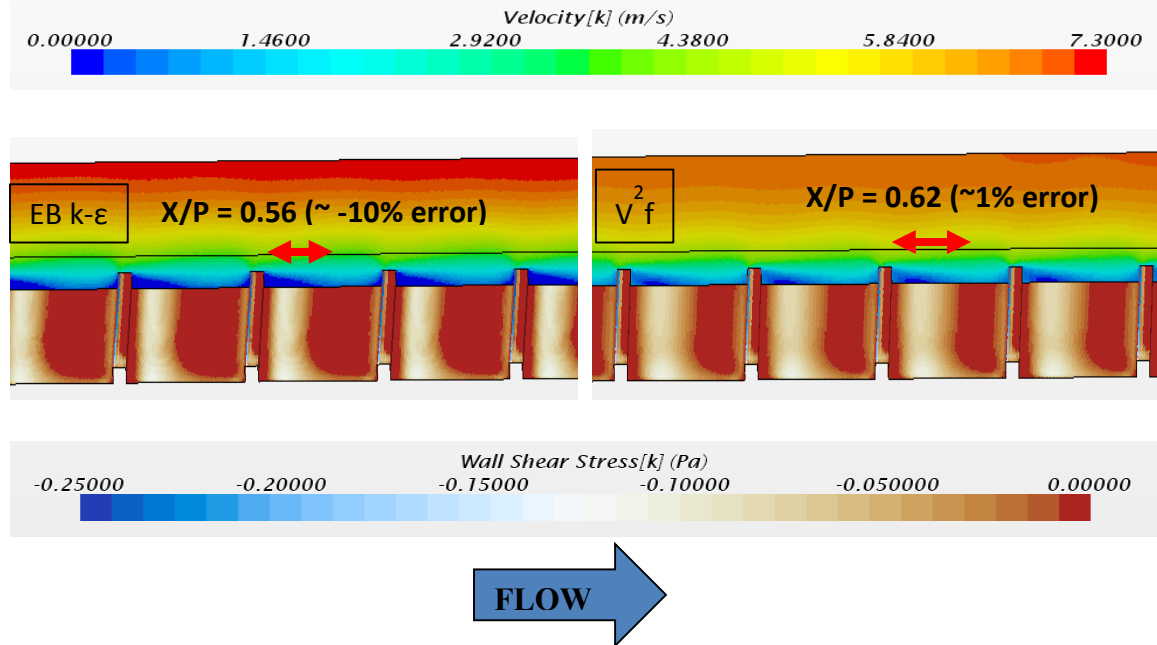 Velocity[k] (m/s)
0.00000 1.4600 2.9200 4.3800 5.8400 7.3000
EB k-ε
X/P = 0.56 (~ -10% error)
V²f
X/P = 0.62 (~1% error)
Wall Shear Stress[k] (Pa)
-0.25000 -0.20000 -0.15000 -0.10000 -0.050000 0.00000
FLOW